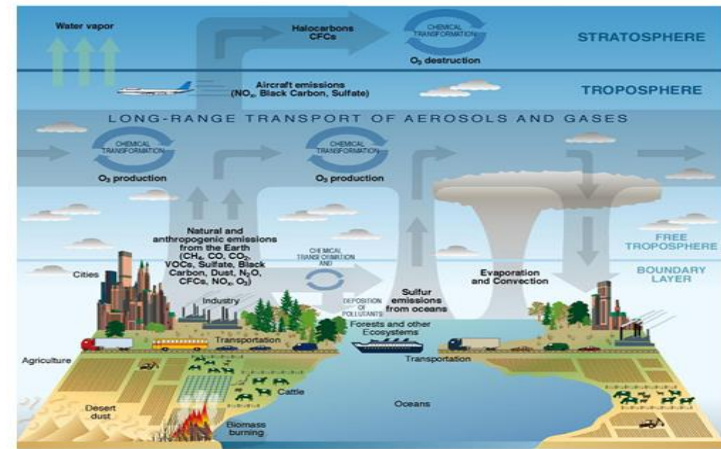 Water vapor
Halocarbons
CFCs
CHEMICAL
TRANSFORMATION
O₃ destruction
STRATOSPHERE
Aircraft emissions
(NOₓ, Black Carbon, Sulfate)
TROPOSPHERE
LONG-RANGE TRANSPORT OF AEROSOLS AND GASES
CHEMICAL
TRANSFORMATION
O₃ production
CHEMICAL
TRANSFORMATION
O₃ production
Natural and
anthropogenic emissions
from the Earth
(CH₄, CO, CO₂,
VOCs, Sulfate, Black
Carbon, Dust, N₂O,
CFCs, NOₓ, O₃)
CHEMICAL
TRANSFORMATION
AND
DEPOSITION
OF
POLLUTANTS
Sulfur
emissions
from oceans
Evaporation
and Convection
FREE
TROPOSPHERE
BOUNDARY
LAYER
Cities
Industry
Forests and other
Ecosystems
Transportation
Transportation
Agriculture
Cattle
Desert
dust
Oceans
Biomass
burning